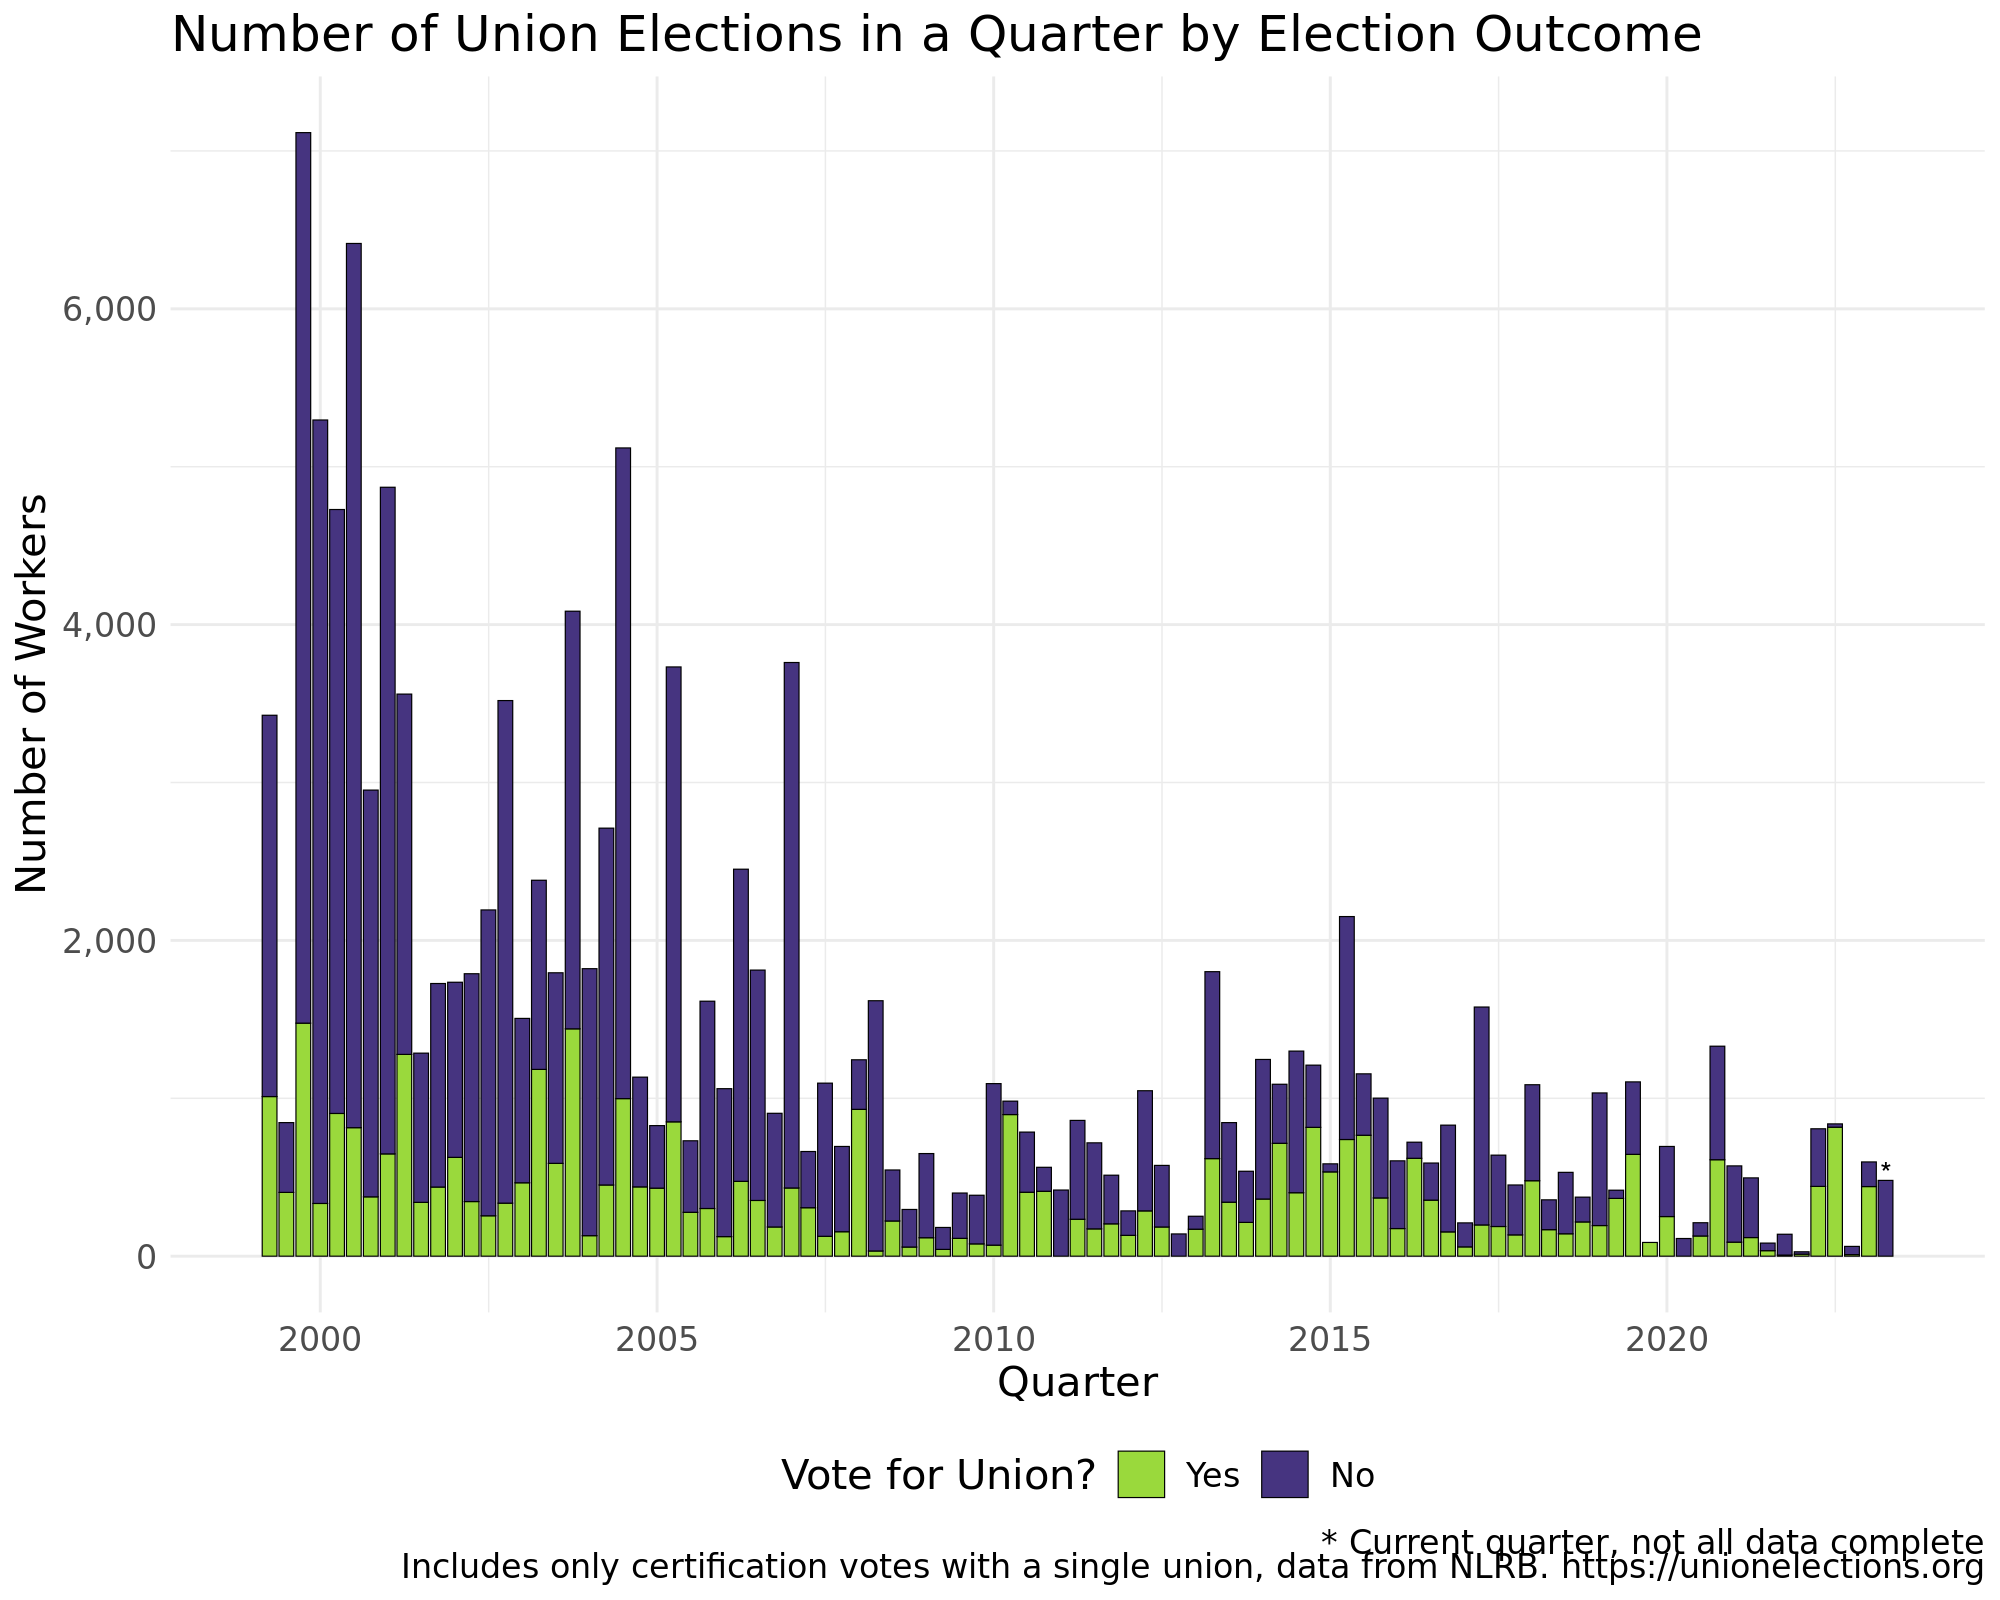 Number of Union Elections in a Quarter by Election Outcome
Number of Workers
6,000
4,000
2,000
0
*
2000
2005
2010
2015
2020
Quarter
Vote for Union?
Yes
No
* Current quarter, not all data complete
Includes only certification votes with a single union, data from NLRB. https://unionelections.org